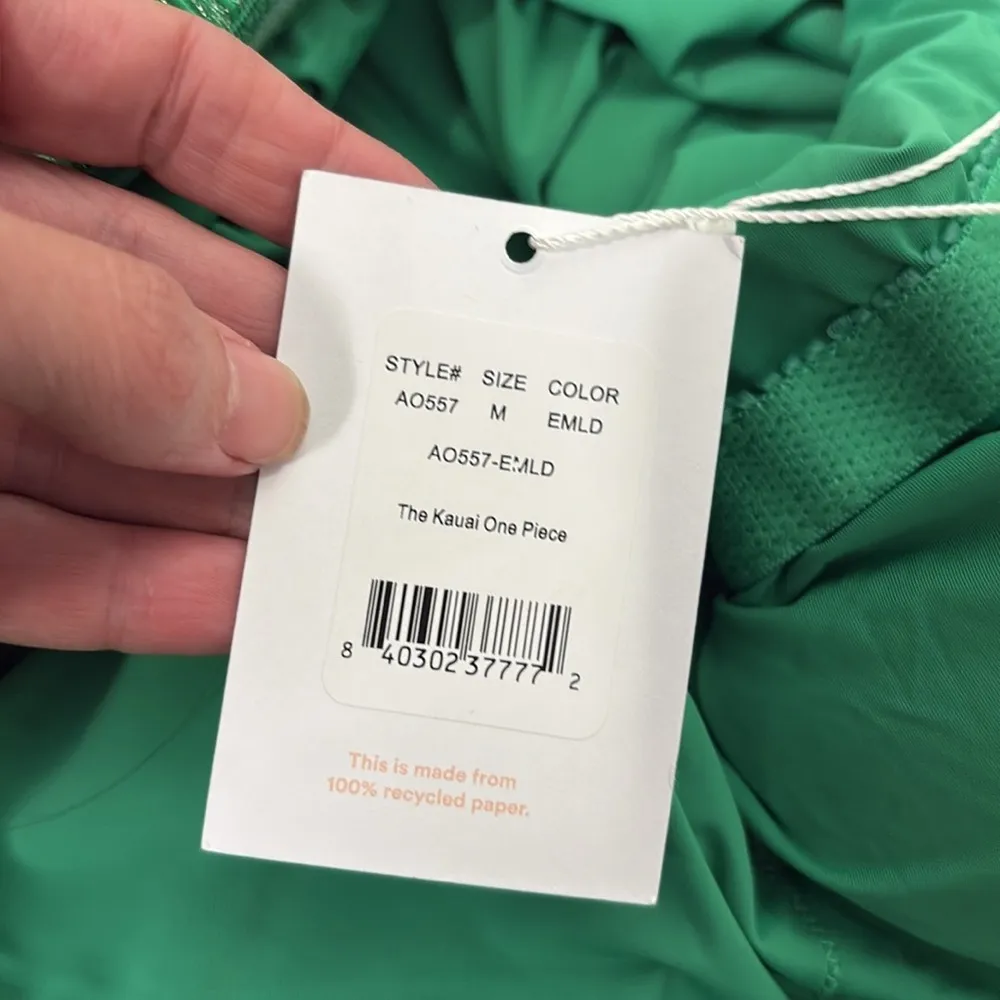 STYLE# SIZE COLOR
AO557 M EMLD
AO557-EMLD
The Kauai One Piece
8 40302 37777 2
This is made from
100% recycled paper.